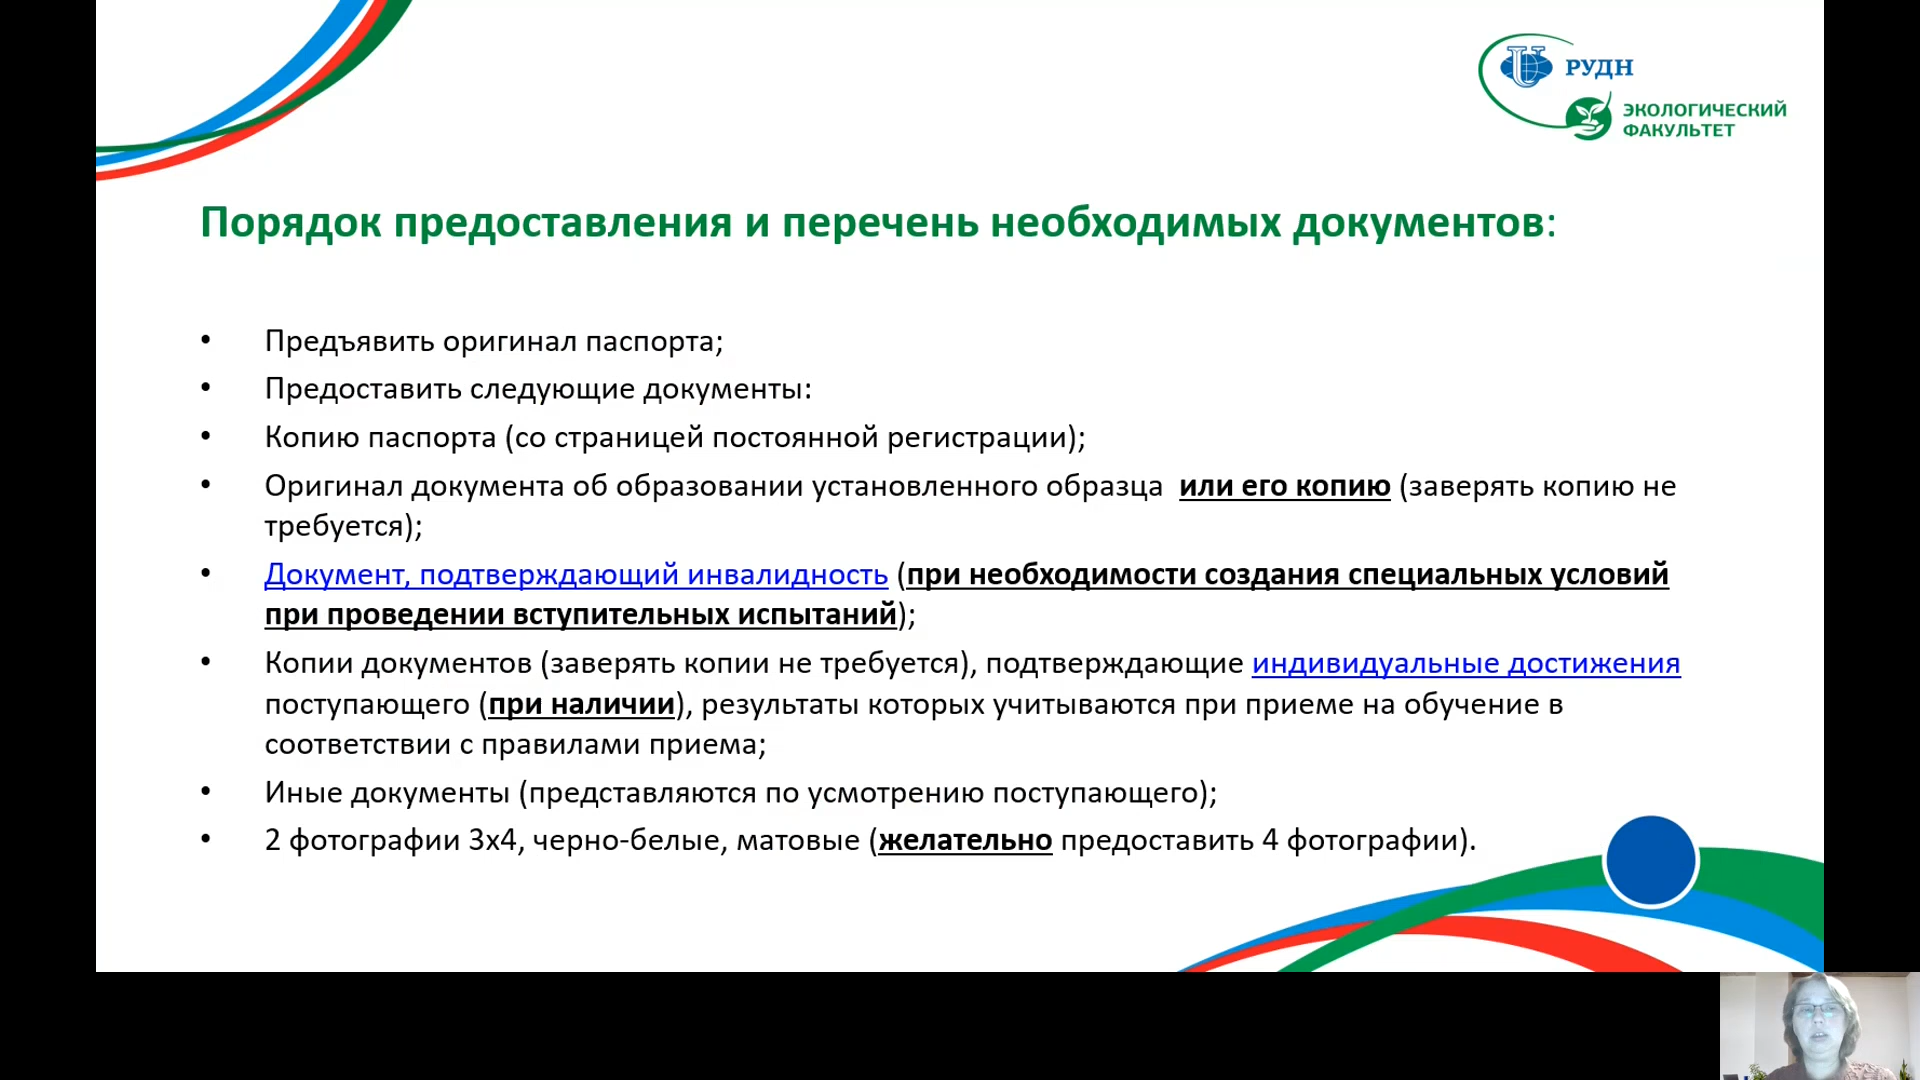 РУДН
ЭКОЛОГИЧЕСКИЙ
ФАКУЛЬТЕТ
Порядок предоставления и перечень необходимых документов:
• Предъявить оригинал паспорта;
• Предоставить следующие документы:
• Копию паспорта (со страницей постоянной регистрации);
• Оригинал документа об образовании установленного образца или его копию (заверять копию не
требуется);
• Документ, подтверждающий инвалидность (при необходимости создания специальных условий
при проведении вступительных испытаний);
• Копии документов (заверять копии не требуется), подтверждающие индивидуальные достижения
поступающего (при наличии), результаты которых учитываются при приеме на обучение в
соответствии с правилами приема;
• Иные документы (представляются по усмотрению поступающего);
• 2 фотографии 3х4, черно-белые, матовые (желательно предоставить 4 фотографии).